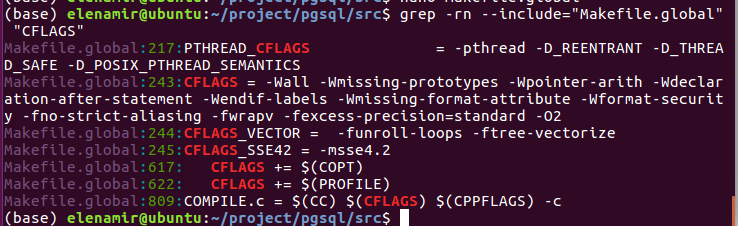 (base) elenamir@ubuntu:~/project/pgsql/src$ grep -rn --include="Makefile.global"
 "CFLAGS"
Makefile.global:217:PTHREAD_CFLAGS = -pthread -D_REENTRANT -D_THREA
D_SAFE -D_POSIX_PTHREAD_SEMANTICS
Makefile.global:243:CFLAGS = -Wall -Wmissing-prototypes -Wpointer-arith -Wdeclar
ation-after-statement -Wendif-labels -Wmissing-format-attribute -Wformat-securit
y -fno-strict-aliasing -fwrapv -fexcess-precision=standard -O2
Makefile.global:244:CFLAGS_VECTOR =  -funroll-loops -ftree-vectorize
Makefile.global:245:CFLAGS_SSE42 = -msse4.2
Makefile.global:617:   CFLAGS += $(COPT)
Makefile.global:622:   CFLAGS += $(PROFILE)
Makefile.global:809:COMPILE.c = $(CC) $(CFLAGS) $(CPPFLAGS) -c
(base) elenamir@ubuntu:~/project/pgsql/src$